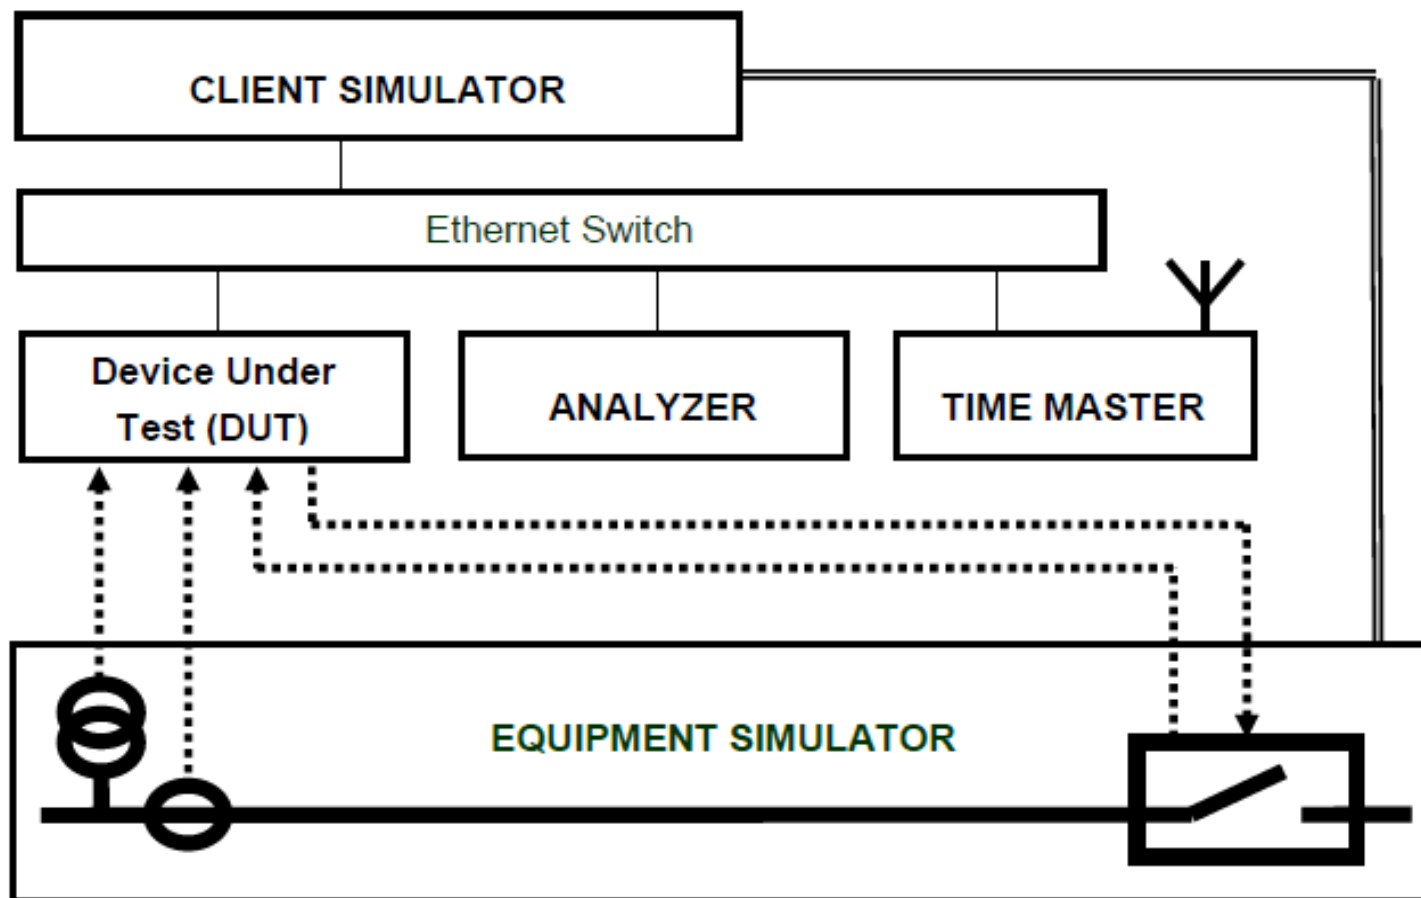 CLIENT SIMULATOR
Ethernet Switch
Device Under
Test (DUT)
ANALYZER
TIME MASTER
EQUIPMENT SIMULATOR